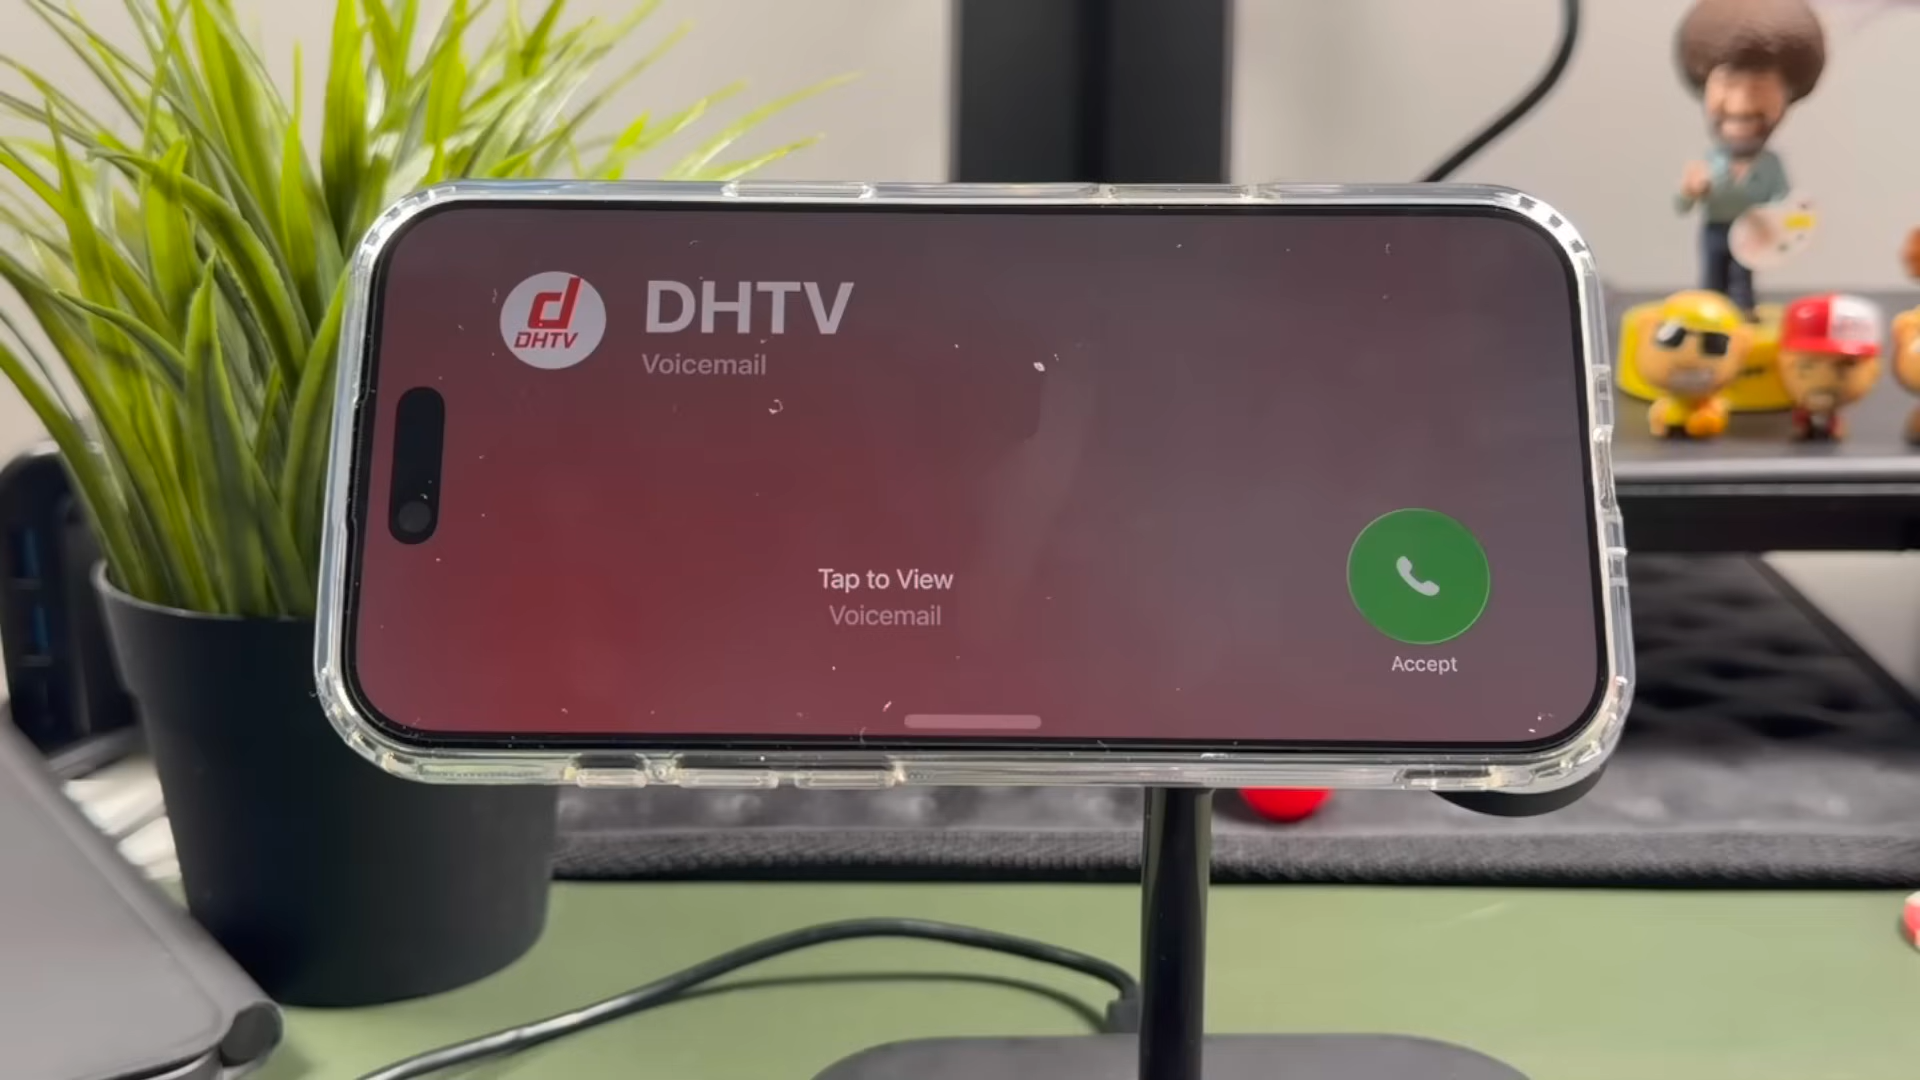 d
DHTV
DHTV
Voicemail
Tap to View
Voicemail
Accept